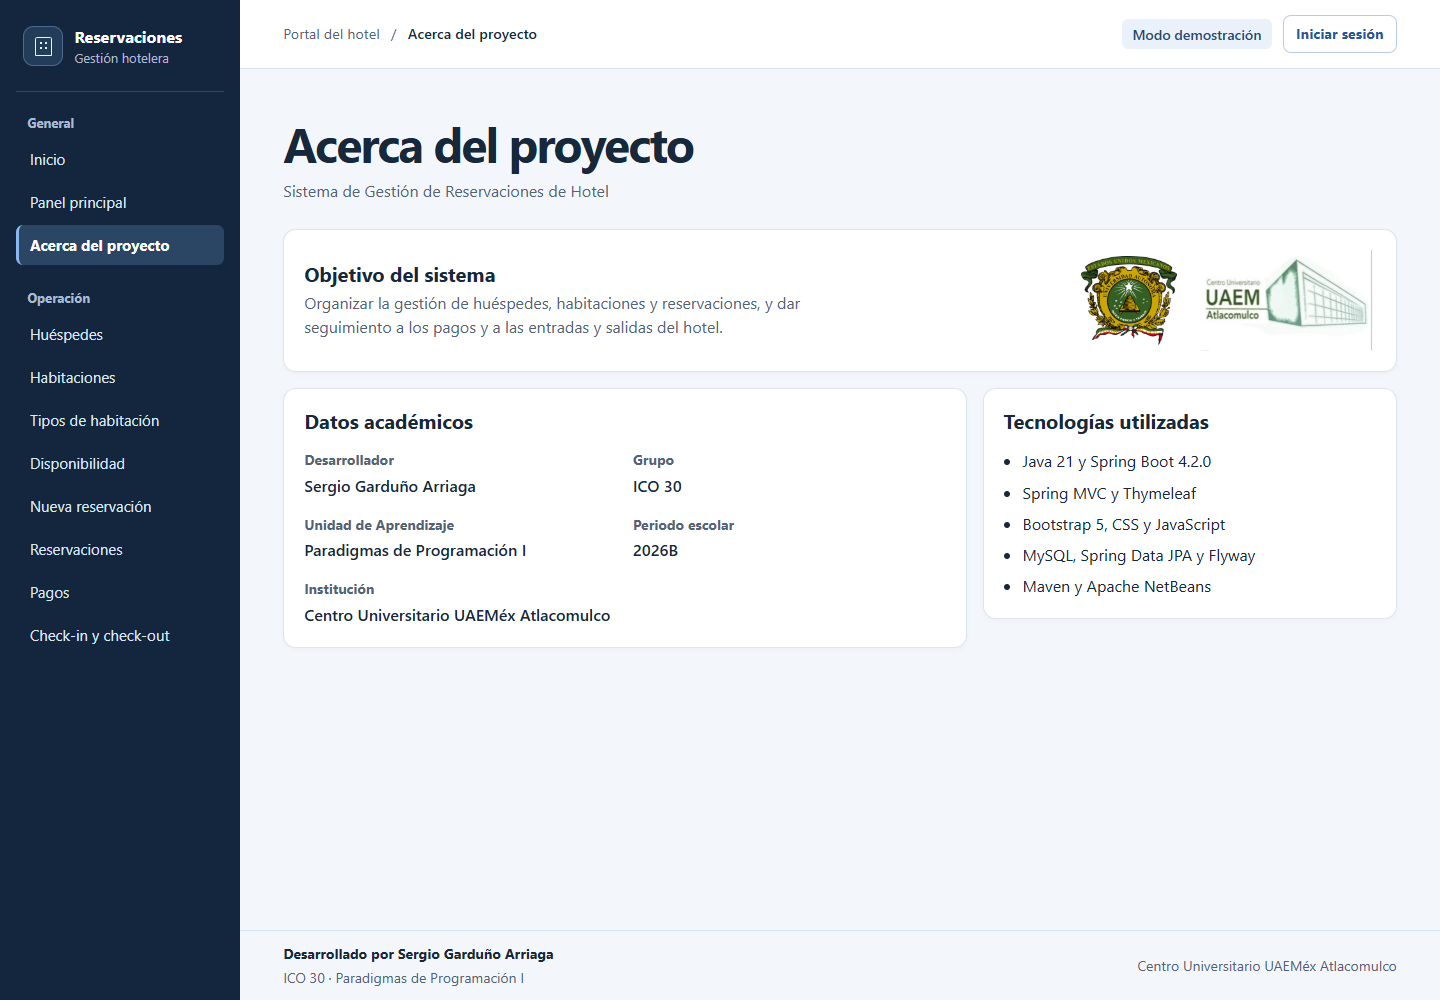 Reservaciones
Gestión hotelera
General
Inicio
Panel principal
Acerca del proyecto
Operación
Huéspedes
Habitaciones
Tipos de habitación
Disponibilidad
Nueva reservación
Reservaciones
Pagos
Check-in y check-out
Portal del hotel / Acerca del proyecto
Modo demostración
Iniciar sesión
Acerca del proyecto
Sistema de Gestión de Reservaciones de Hotel
Objetivo del sistema
Organizar la gestión de huéspedes, habitaciones y reservaciones, y dar
seguimiento a los pagos y a las entradas y salidas del hotel.
Centro Universitario
UAEM
Atlacomulco
Datos académicos
Desarrollador
Sergio Garduño Arriaga
Grupo
ICO 30
Unidad de Aprendizaje
Paradigmas de Programación I
Periodo escolar
2026B
Institución
Centro Universitario UAEMéx Atlacomulco
Tecnologías utilizadas
Java 21 y Spring Boot 4.2.0
Spring MVC y Thymeleaf
Bootstrap 5, CSS y JavaScript
MySQL, Spring Data JPA y Flyway
Maven y Apache NetBeans
Desarrollado por Sergio Garduño Arriaga
ICO 30 · Paradigmas de Programación I
Centro Universitario UAEMéx Atlacomulco